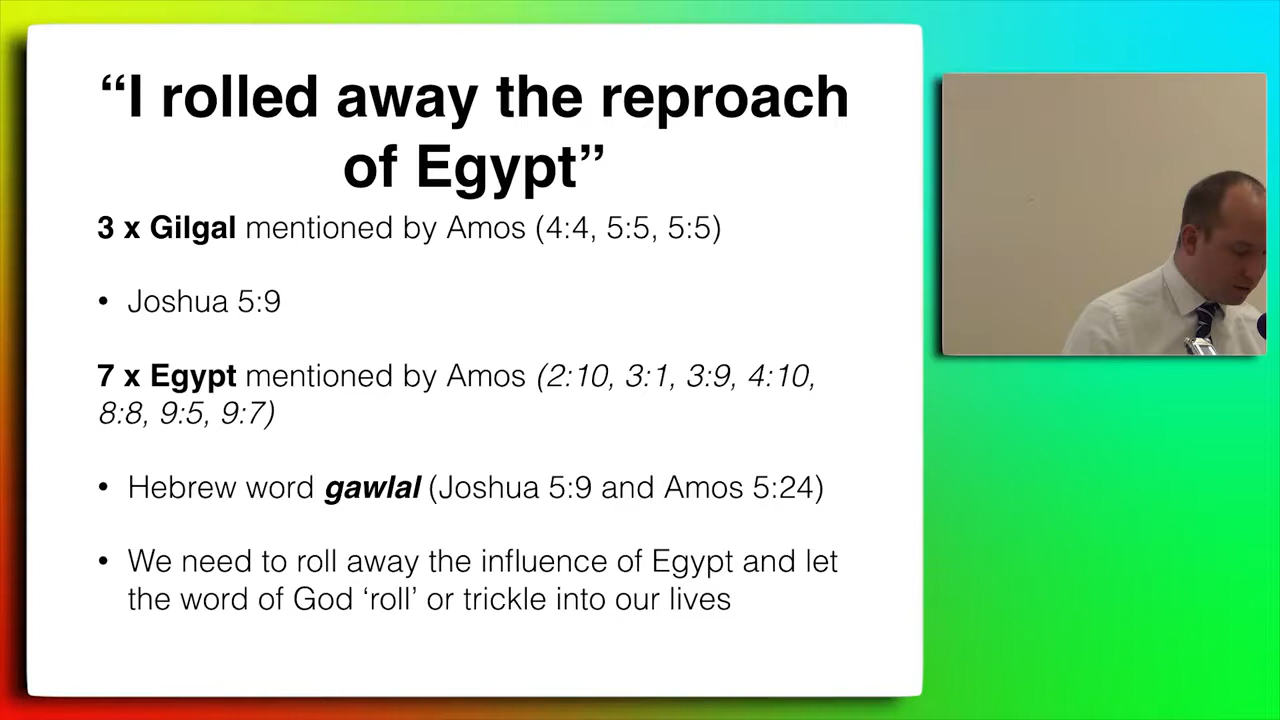 “I rolled away the reproach
of Egypt”
3 x Gilgal mentioned by Amos (4:4, 5:5, 5:5)
• Joshua 5:9
7 x Egypt mentioned by Amos (2:10, 3:1, 3:9, 4:10,
8:8, 9:5, 9:7)
• Hebrew word gawlal (Joshua 5:9 and Amos 5:24)
• We need to roll away the influence of Egypt and let
the word of God ‘roll’ or trickle into our lives